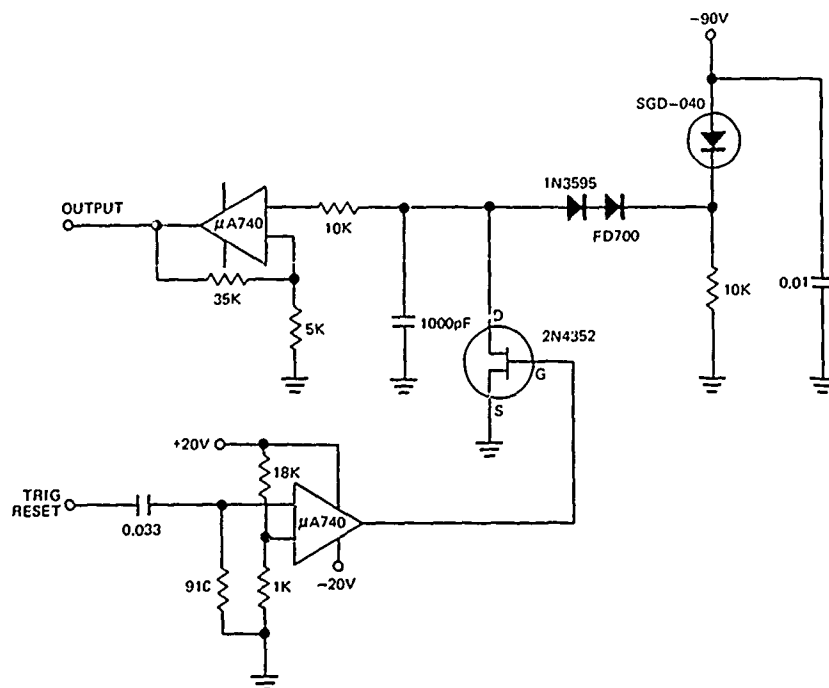 −90V
SGD−040
1N3595
FD700
OUTPUT
μA740
10K
35K
5K
1000pF
10K
0.01
D
2N4352
G
S
+20V
18K
TRIG
RESET
0.033
μA740
−20V
91C
1K